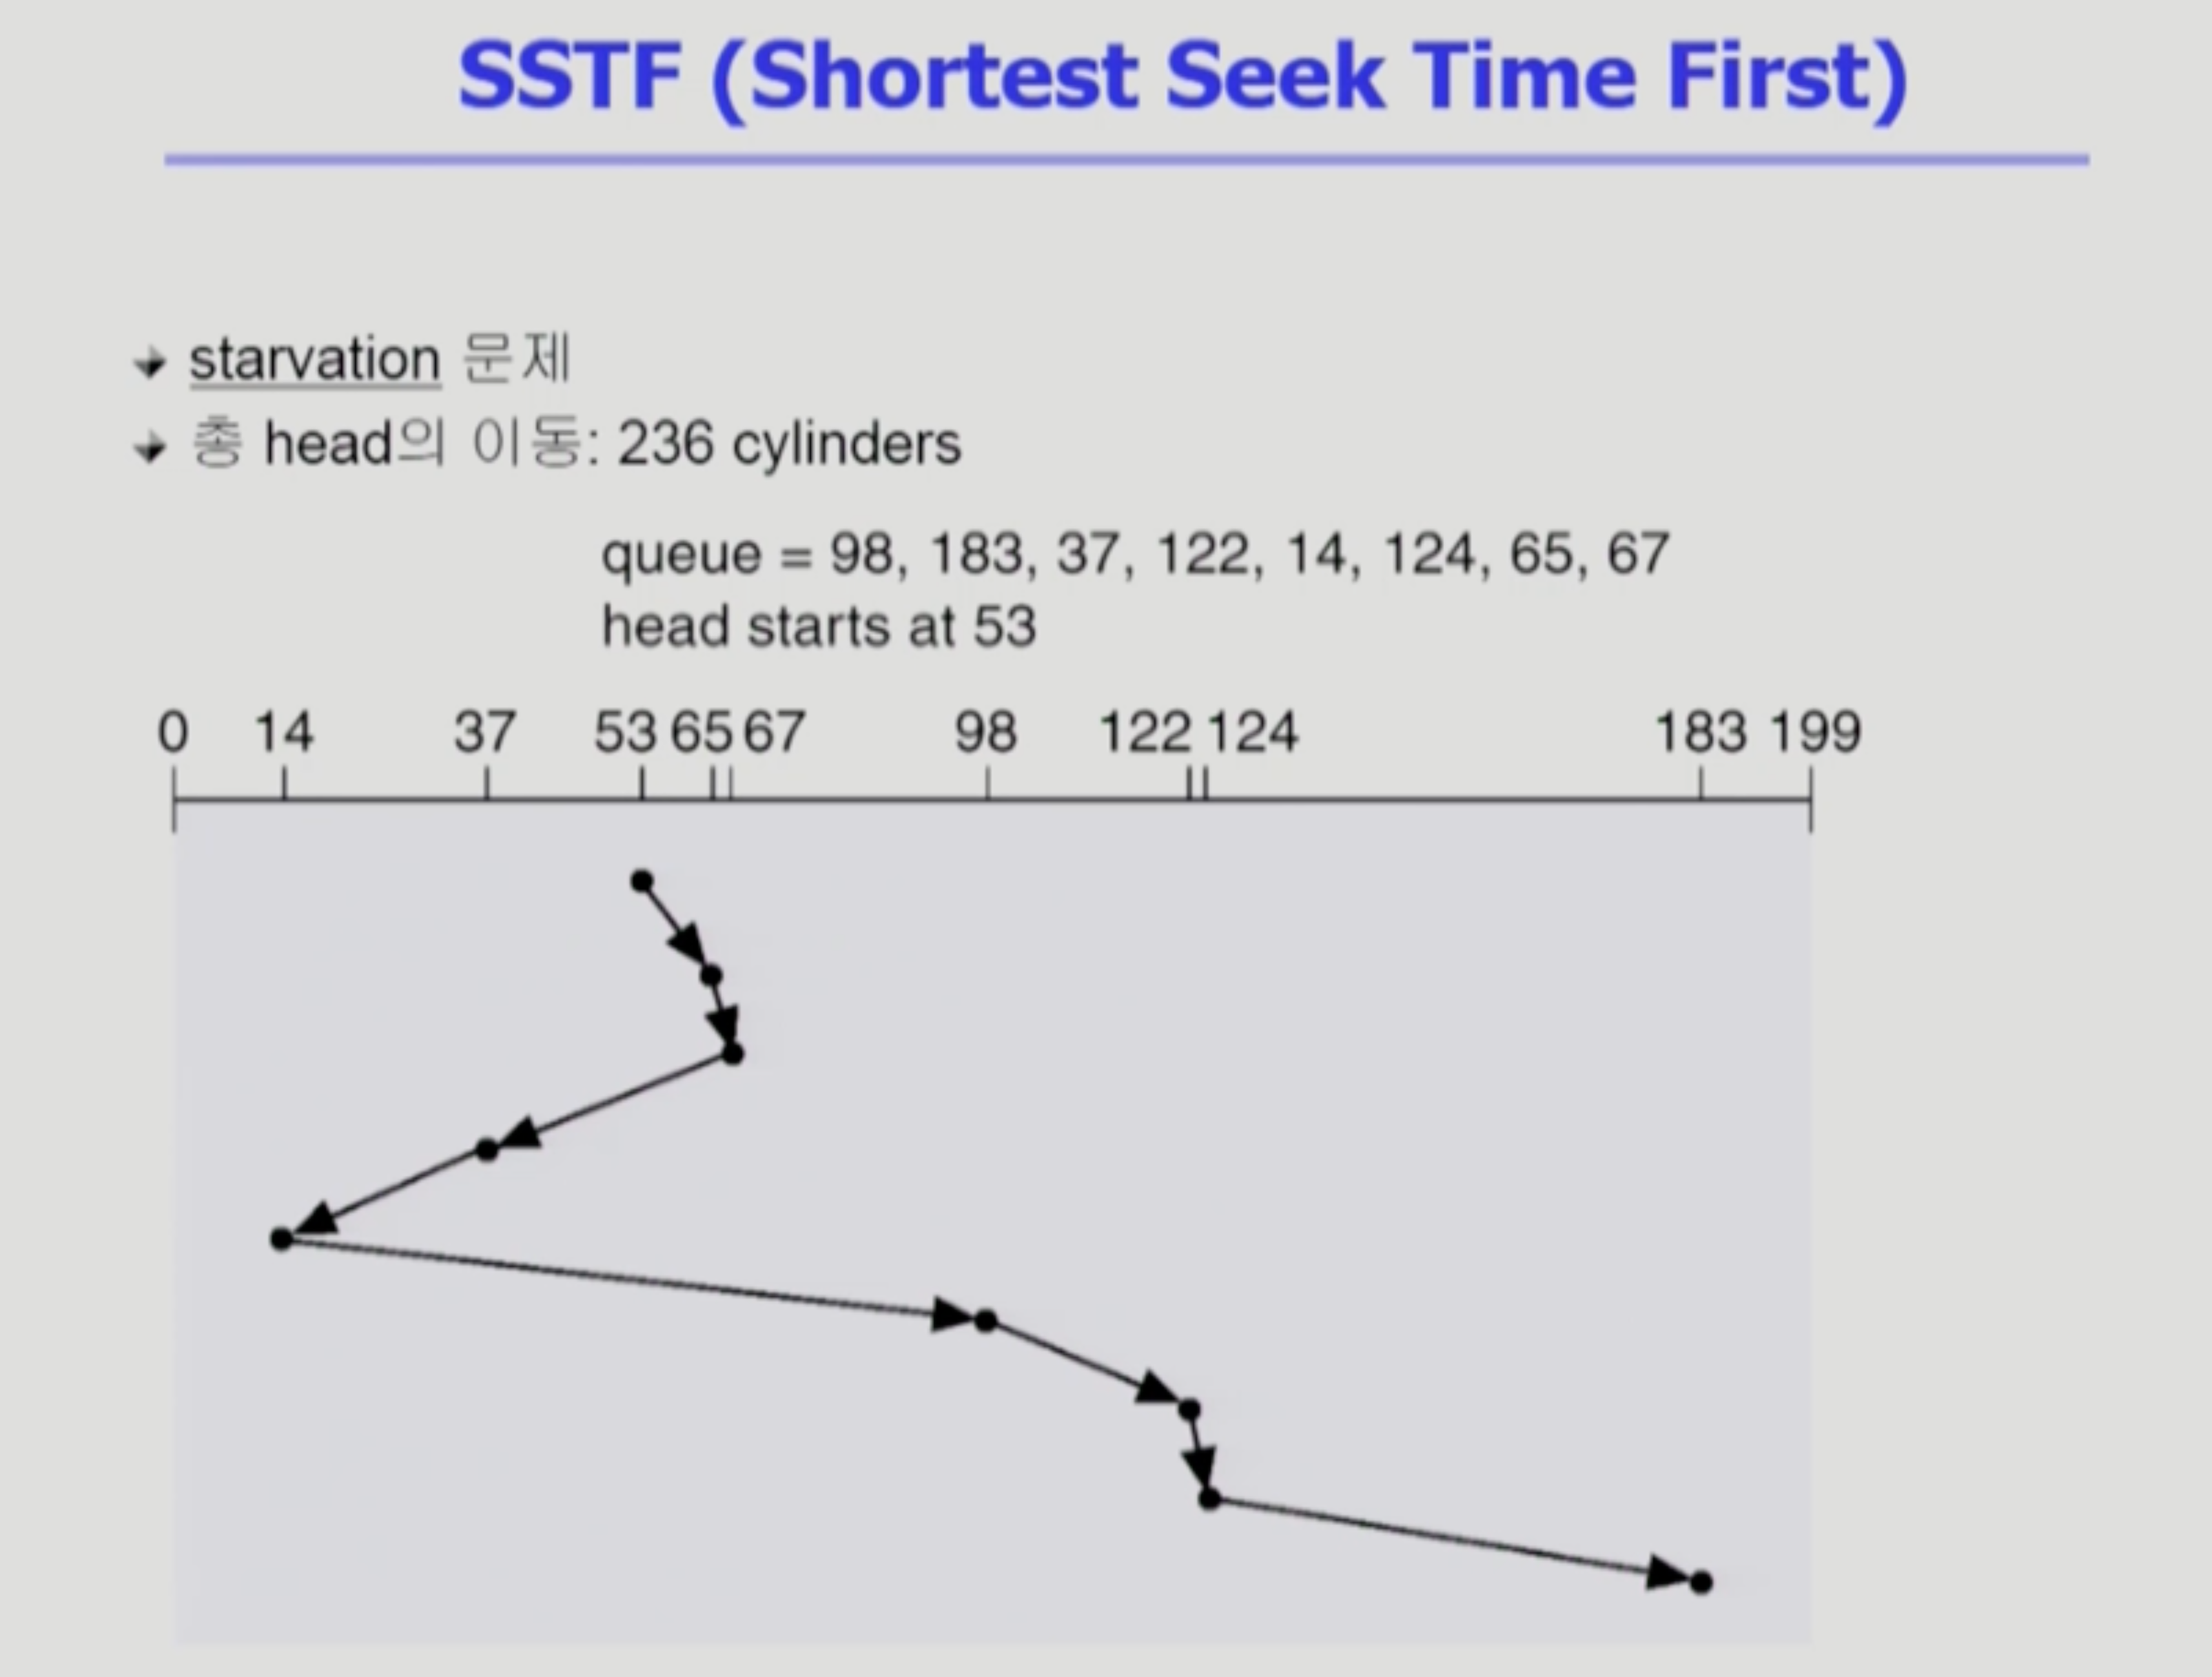 SSTF (Shortest Seek Time First)
starvation 문제
총 head의 이동: 236 cylinders
queue = 98, 183, 37, 122, 14, 124, 65, 67
head starts at 53
0 14 37 53 65 67 98 122 124 183 199